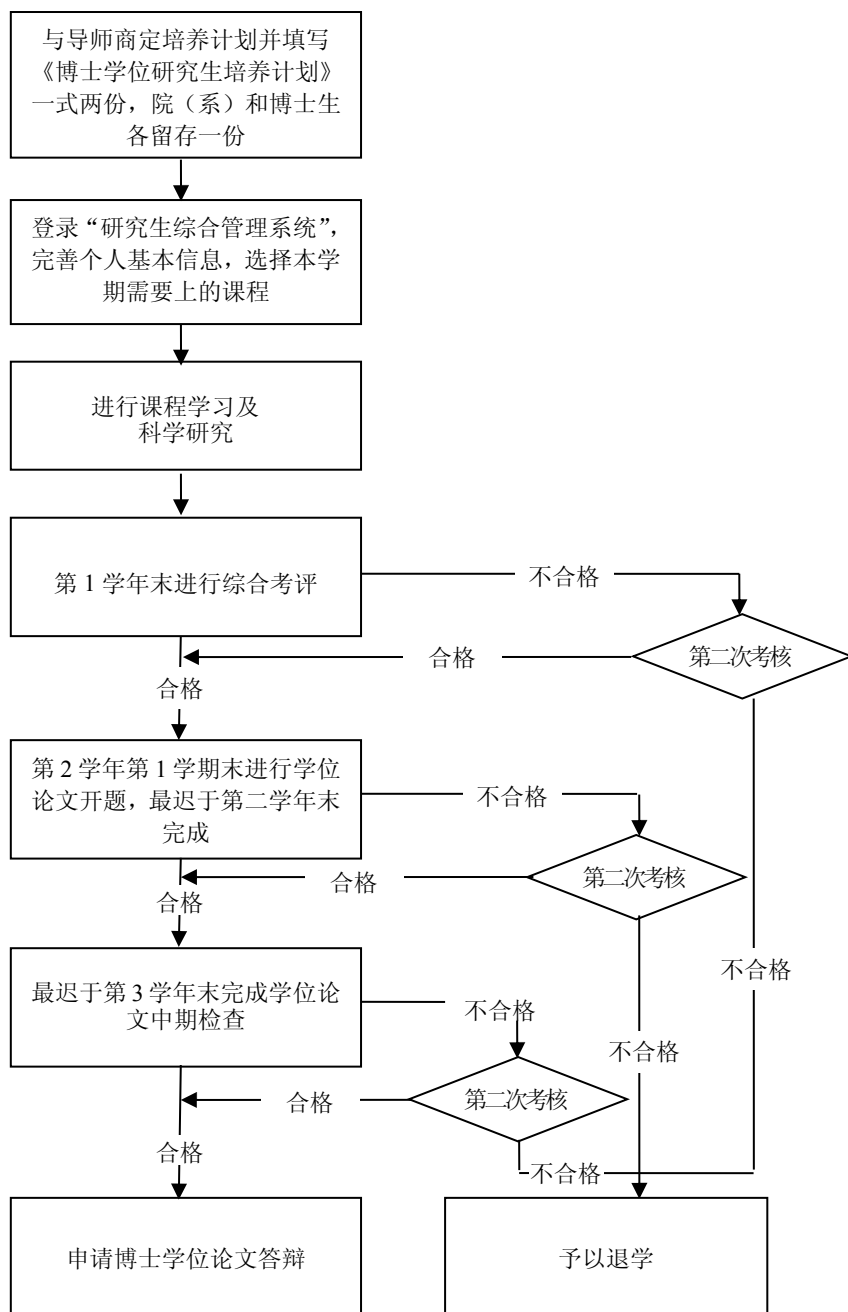 与导师商定培养计划并填写
《博士学位研究生培养计划》
一式两份，院（系）和博士生
各留存一份
登录“研究生综合管理系统”，
完善个人基本信息，选择本学
期需要上的课程
进行课程学习及
科学研究
第 1 学年末进行综合考评
不合格
第二次考核
合格
合格
第 2 学年第 1 学期末进行学位
论文开题，最迟于第二学年末
完成
不合格
第二次考核
合格
合格
不合格
最迟于第 3 学年末完成学位论
文中期检查
不合格
不合格
第二次考核
合格
合格
不合格
申请博士学位论文答辩
予以退学